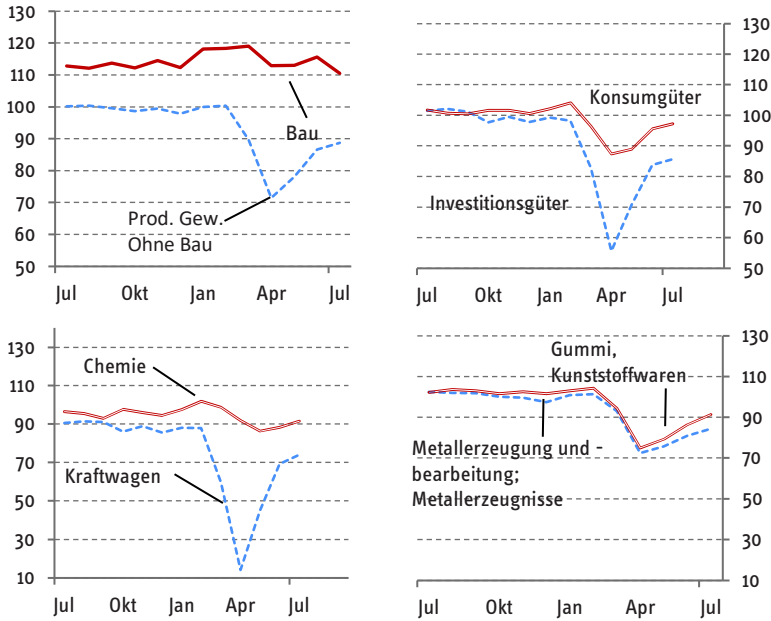 130
120
110
100
90
80
70
60
50
Bau
Prod. Gew.
Ohne Bau
Jul Okt Jan Apr Jul
130
120
110
100
90
80
70
60
50
Konsumgüter
Investitionsgüter
Jul Okt Jan Apr Jul
130
110
90
70
50
30
10
Chemie
Kraftwagen
Jul Okt Jan Apr Jul
130
110
90
70
50
30
10
Gummi,
Kunststoffwaren
Metallerzeugung und -
bearbeitung;
Metallerzeugnisse
Jul Okt Jan Apr Jul